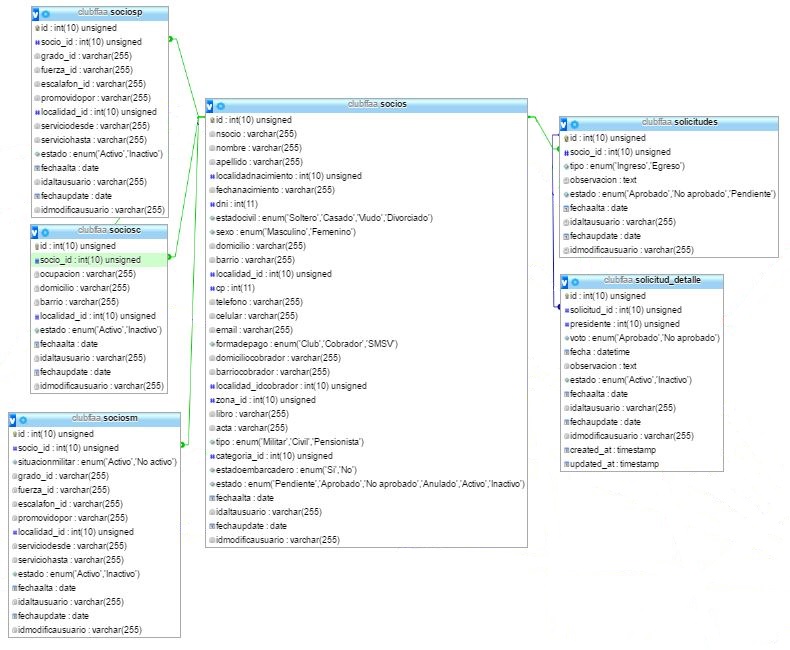 clubffaa.sociosp
id : int(10) unsigned
socio_id : int(10) unsigned
grado_id : varchar(255)
fuerza_id : varchar(255)
escalafon_id : varchar(255)
promovidopor : varchar(255)
localidad_id : int(10) unsigned
serviciodesde : varchar(255)
serviciohasta : varchar(255)
estado : enum('Activo','Inactivo')
fechaalta : date
idaltausuario : varchar(255)
fechaupdate : date
idmodificausuario : varchar(255)
clubffaa.sociosc
id : int(10) unsigned
socio_id : int(10) unsigned
ocupacion : varchar(255)
domicilio : varchar(255)
barrio : varchar(255)
localidad_id : int(10) unsigned
estado : enum('Activo','Inactivo')
fechaalta : date
idaltausuario : varchar(255)
fechaupdate : date
idmodificausuario : varchar(255)
clubffaa.sociosm
id : int(10) unsigned
socio_id : int(10) unsigned
situacionmilitar : enum('Activo','No activo')
grado_id : varchar(255)
fuerza_id : varchar(255)
escalafon_id : varchar(255)
promovidopor : varchar(255)
localidad_id : int(10) unsigned
serviciodesde : varchar(255)
serviciohasta : varchar(255)
estado : enum('Activo','Inactivo')
fechaalta : date
idaltausuario : varchar(255)
fechaupdate : date
idmodificausuario : varchar(255)
clubffaa.socios
id : int(10) unsigned
nsocio : varchar(255)
nombre : varchar(255)
apellido : varchar(255)
localidadnacimiento : int(10) unsigned
fechanacimiento : varchar(255)
dni : int(11)
estadocivil : enum('Soltero','Casado','Viudo','Divorciado')
sexo : enum('Masculino','Femenino')
domicilio : varchar(255)
barrio : varchar(255)
localidad_id : int(10) unsigned
cp : int(11)
telefono : varchar(255)
celular : varchar(255)
email : varchar(255)
formadepago : enum('Club','Cobrador','SMSV')
domiciliocobrador : varchar(255)
barriocobrador : varchar(255)
localidad_idcobrador : int(10) unsigned
zona_id : int(10) unsigned
libro : varchar(255)
acta : varchar(255)
tipo : enum('Militar','Civil','Pensionista')
categoria_id : int(10) unsigned
estadoembarcadero : enum('Si','No')
estado : enum('Pendiente','Aprobado','No aprobado','Anulado','Activo','Inactivo')
fechaalta : date
idaltausuario : varchar(255)
fechaupdate : date
idmodificausuario : varchar(255)
clubffaa.solicitudes
id : int(10) unsigned
socio_id : int(10) unsigned
tipo : enum('Ingreso','Egreso')
observacion : text
estado : enum('Aprobado','No aprobado','Pendiente')
fechaalta : date
idaltausuario : varchar(255)
fechaupdate : date
idmodificausuario : varchar(255)
clubffaa.solicitud_detalle
id : int(10) unsigned
solicitud_id : int(10) unsigned
presidente : int(10) unsigned
voto : enum('Aprobado','No aprobado')
fecha : datetime
observacion : text
estado : enum('Activo','Inactivo')
fechaalta : date
idaltausuario : varchar(255)
fechaupdate : date
idmodificausuario : varchar(255)
created_at : timestamp
updated_at : timestamp